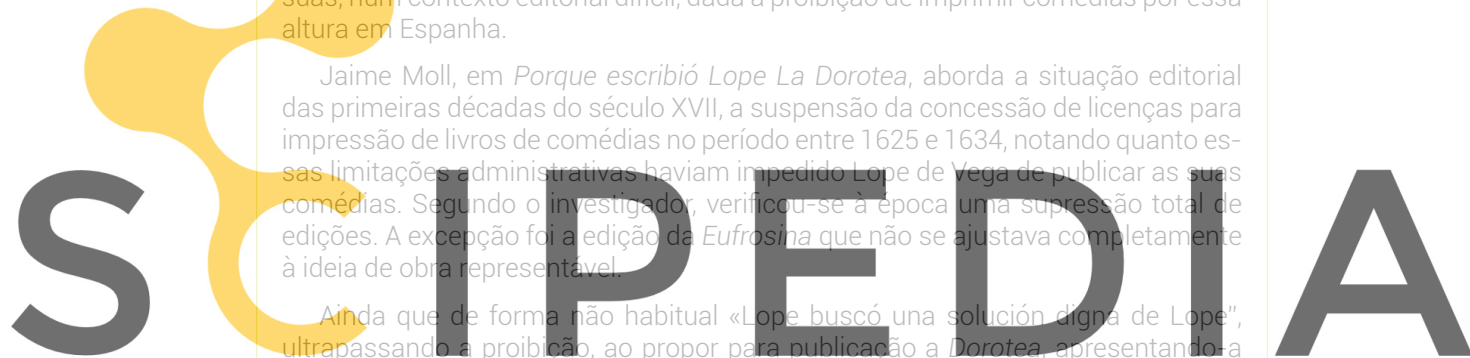 suas, num contexto editorial difícil, dada a proibição de imprimir comédias por essa
altura em Espanha.
Jaime Moll, em Porque escribió Lope La Dorotea, aborda a situação editorial
das primeiras décadas do século XVII, a suspensão da concessão de licenças para
impressão de livros de comédias no período entre 1625 e 1634, notando quanto es-
sas limitações administrativas haviam impedido Lope de Vega de publicar as suas
comédias. Segundo o investigador, verificou-se à época uma supressão total de
edições. A excepção foi a edição da Eufrosina que não se ajustava completamente
à ideia de obra representável.
Ainda que de forma não habitual «Lope buscó una solución digna de Lope",
ultrapassando a proibição, ao propor para publicação a Dorotea, apresentando-a
SCIPEDIA